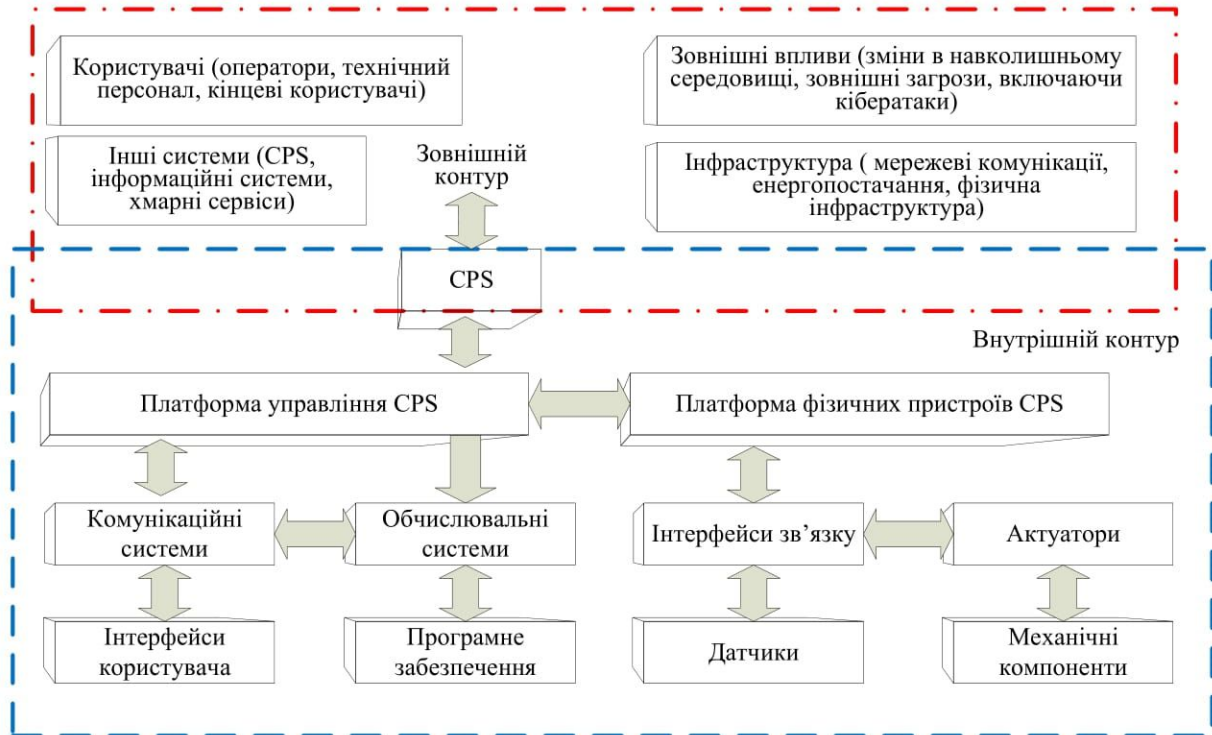 Користувачі (оператори, технічний
персонал, кінцеві користувачі)
Зовнішні впливи (зміни в навколишньому
середовищі, зовнішні загрози, включаючи
кібератаки)
Інші системи (CPS,
інформаційні системи,
хмарні сервіси)
Зовнішній
контур
Інфраструктура ( мережеві комунікації,
енергопостачання, фізична
інфраструктура)
CPS
Внутрішній контур
Платформа управління CPS
Платформа фізичних пристроїв CPS
Комунікаційні
системи
Обчислювальні
системи
Інтерфейси зв’язку
Актуатори
Інтерфейси
користувача
Програмне
забезпечення
Датчики
Механічні
компоненти